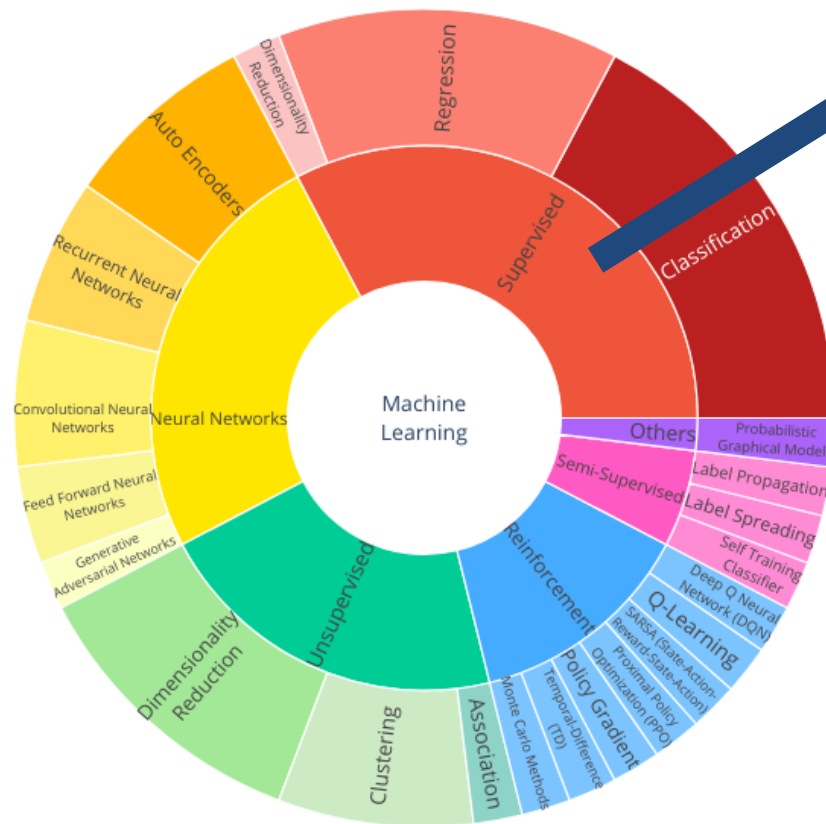 Machine
Learning
Supervised
Classification
Regression
Dimensionality
Reduction
Neural Networks
Auto Encoders
Recurrent Neural
Networks
Convolutional Neural
Networks
Feed Forward Neural
Networks
Generative
Adversarial Networks
Unsupervised
Dimensionality
Reduction
Clustering
Association
Reinforcement
Monte Carlo Methods
Temporal-Difference
(TD)
Policy Gradient
Proximal Policy
Optimization (PPO)
SARSA (State-Action-
Reward-State-Action)
Q-Learning
Deep Q Neural
Network (DQN)
Semi-Supervised
Self Training
Classifier
Label Spreading
Label Propagation
Others
Probabilistic
Graphical Model